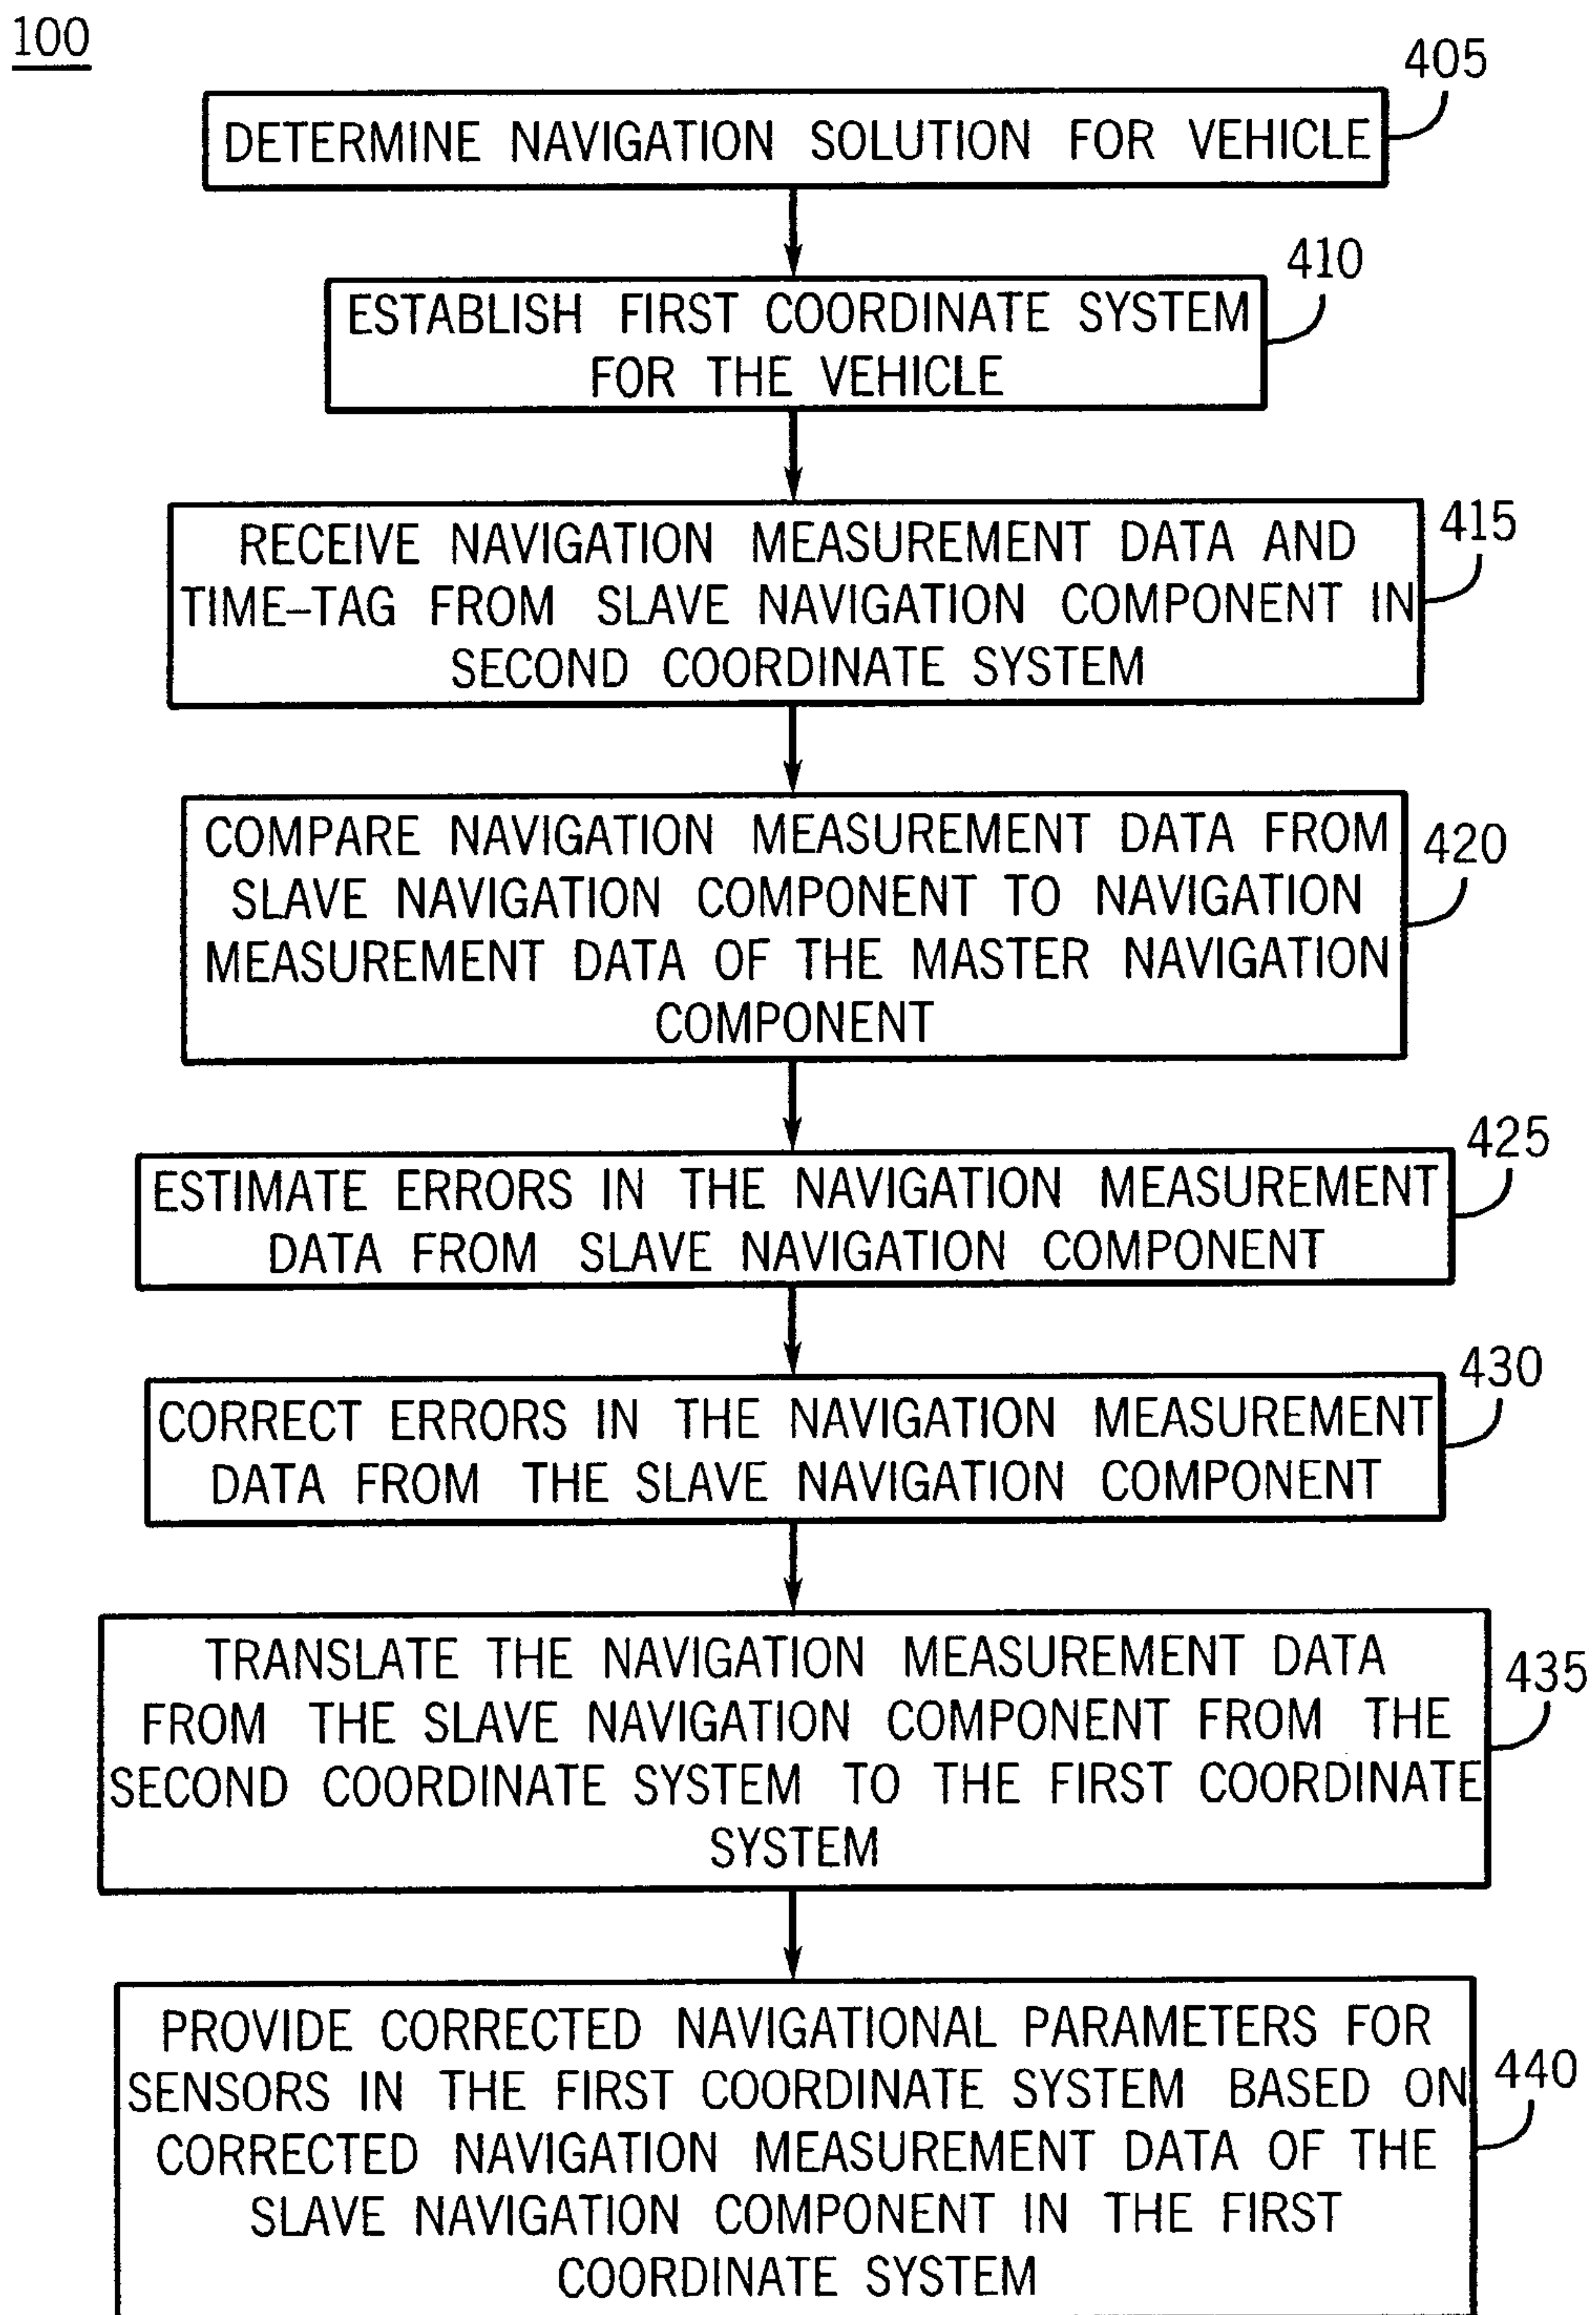 100
405
DETERMINE NAVIGATION SOLUTION FOR VEHICLE
410
ESTABLISH FIRST COORDINATE SYSTEM
FOR THE VEHICLE
415
RECEIVE NAVIGATION MEASUREMENT DATA AND
TIME-TAG FROM SLAVE NAVIGATION COMPONENT IN
SECOND COORDINATE SYSTEM
420
COMPARE NAVIGATION MEASUREMENT DATA FROM
SLAVE NAVIGATION COMPONENT TO NAVIGATION
MEASUREMENT DATA OF THE MASTER NAVIGATION
COMPONENT
425
ESTIMATE ERRORS IN THE NAVIGATION MEASUREMENT
DATA FROM SLAVE NAVIGATION COMPONENT
430
CORRECT ERRORS IN THE NAVIGATION MEASUREMENT
DATA FROM THE SLAVE NAVIGATION COMPONENT
435
TRANSLATE THE NAVIGATION MEASUREMENT DATA
FROM THE SLAVE NAVIGATION COMPONENT FROM THE
SECOND COORDINATE SYSTEM TO THE FIRST COORDINATE
SYSTEM
440
PROVIDE CORRECTED NAVIGATIONAL PARAMETERS FOR
SENSORS IN THE FIRST COORDINATE SYSTEM BASED ON
CORRECTED NAVIGATION MEASUREMENT DATA OF THE
SLAVE NAVIGATION COMPONENT IN THE FIRST
COORDINATE SYSTEM